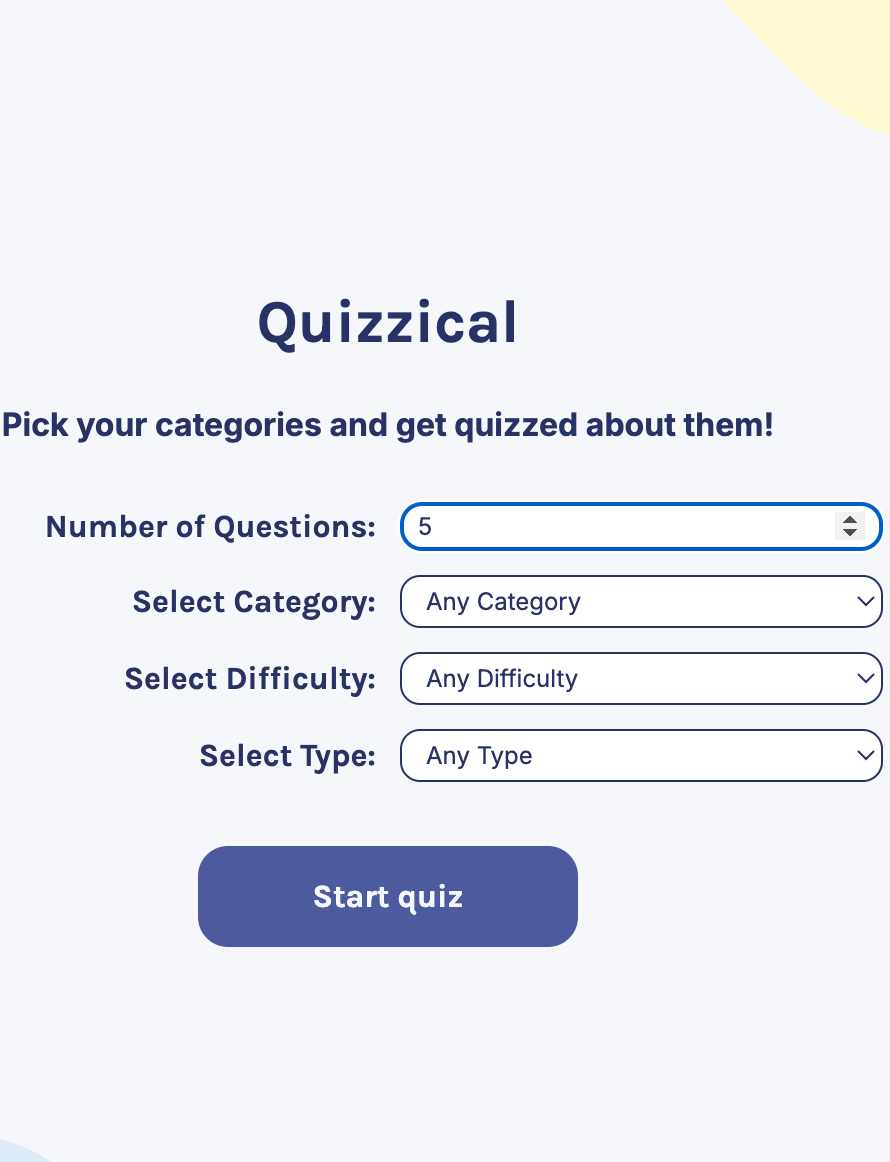 Quizzical
Pick your categories and get quizzed about them!
Number of Questions: 5
Select Category: Any Category
Select Difficulty: Any Difficulty
Select Type: Any Type
Start quiz